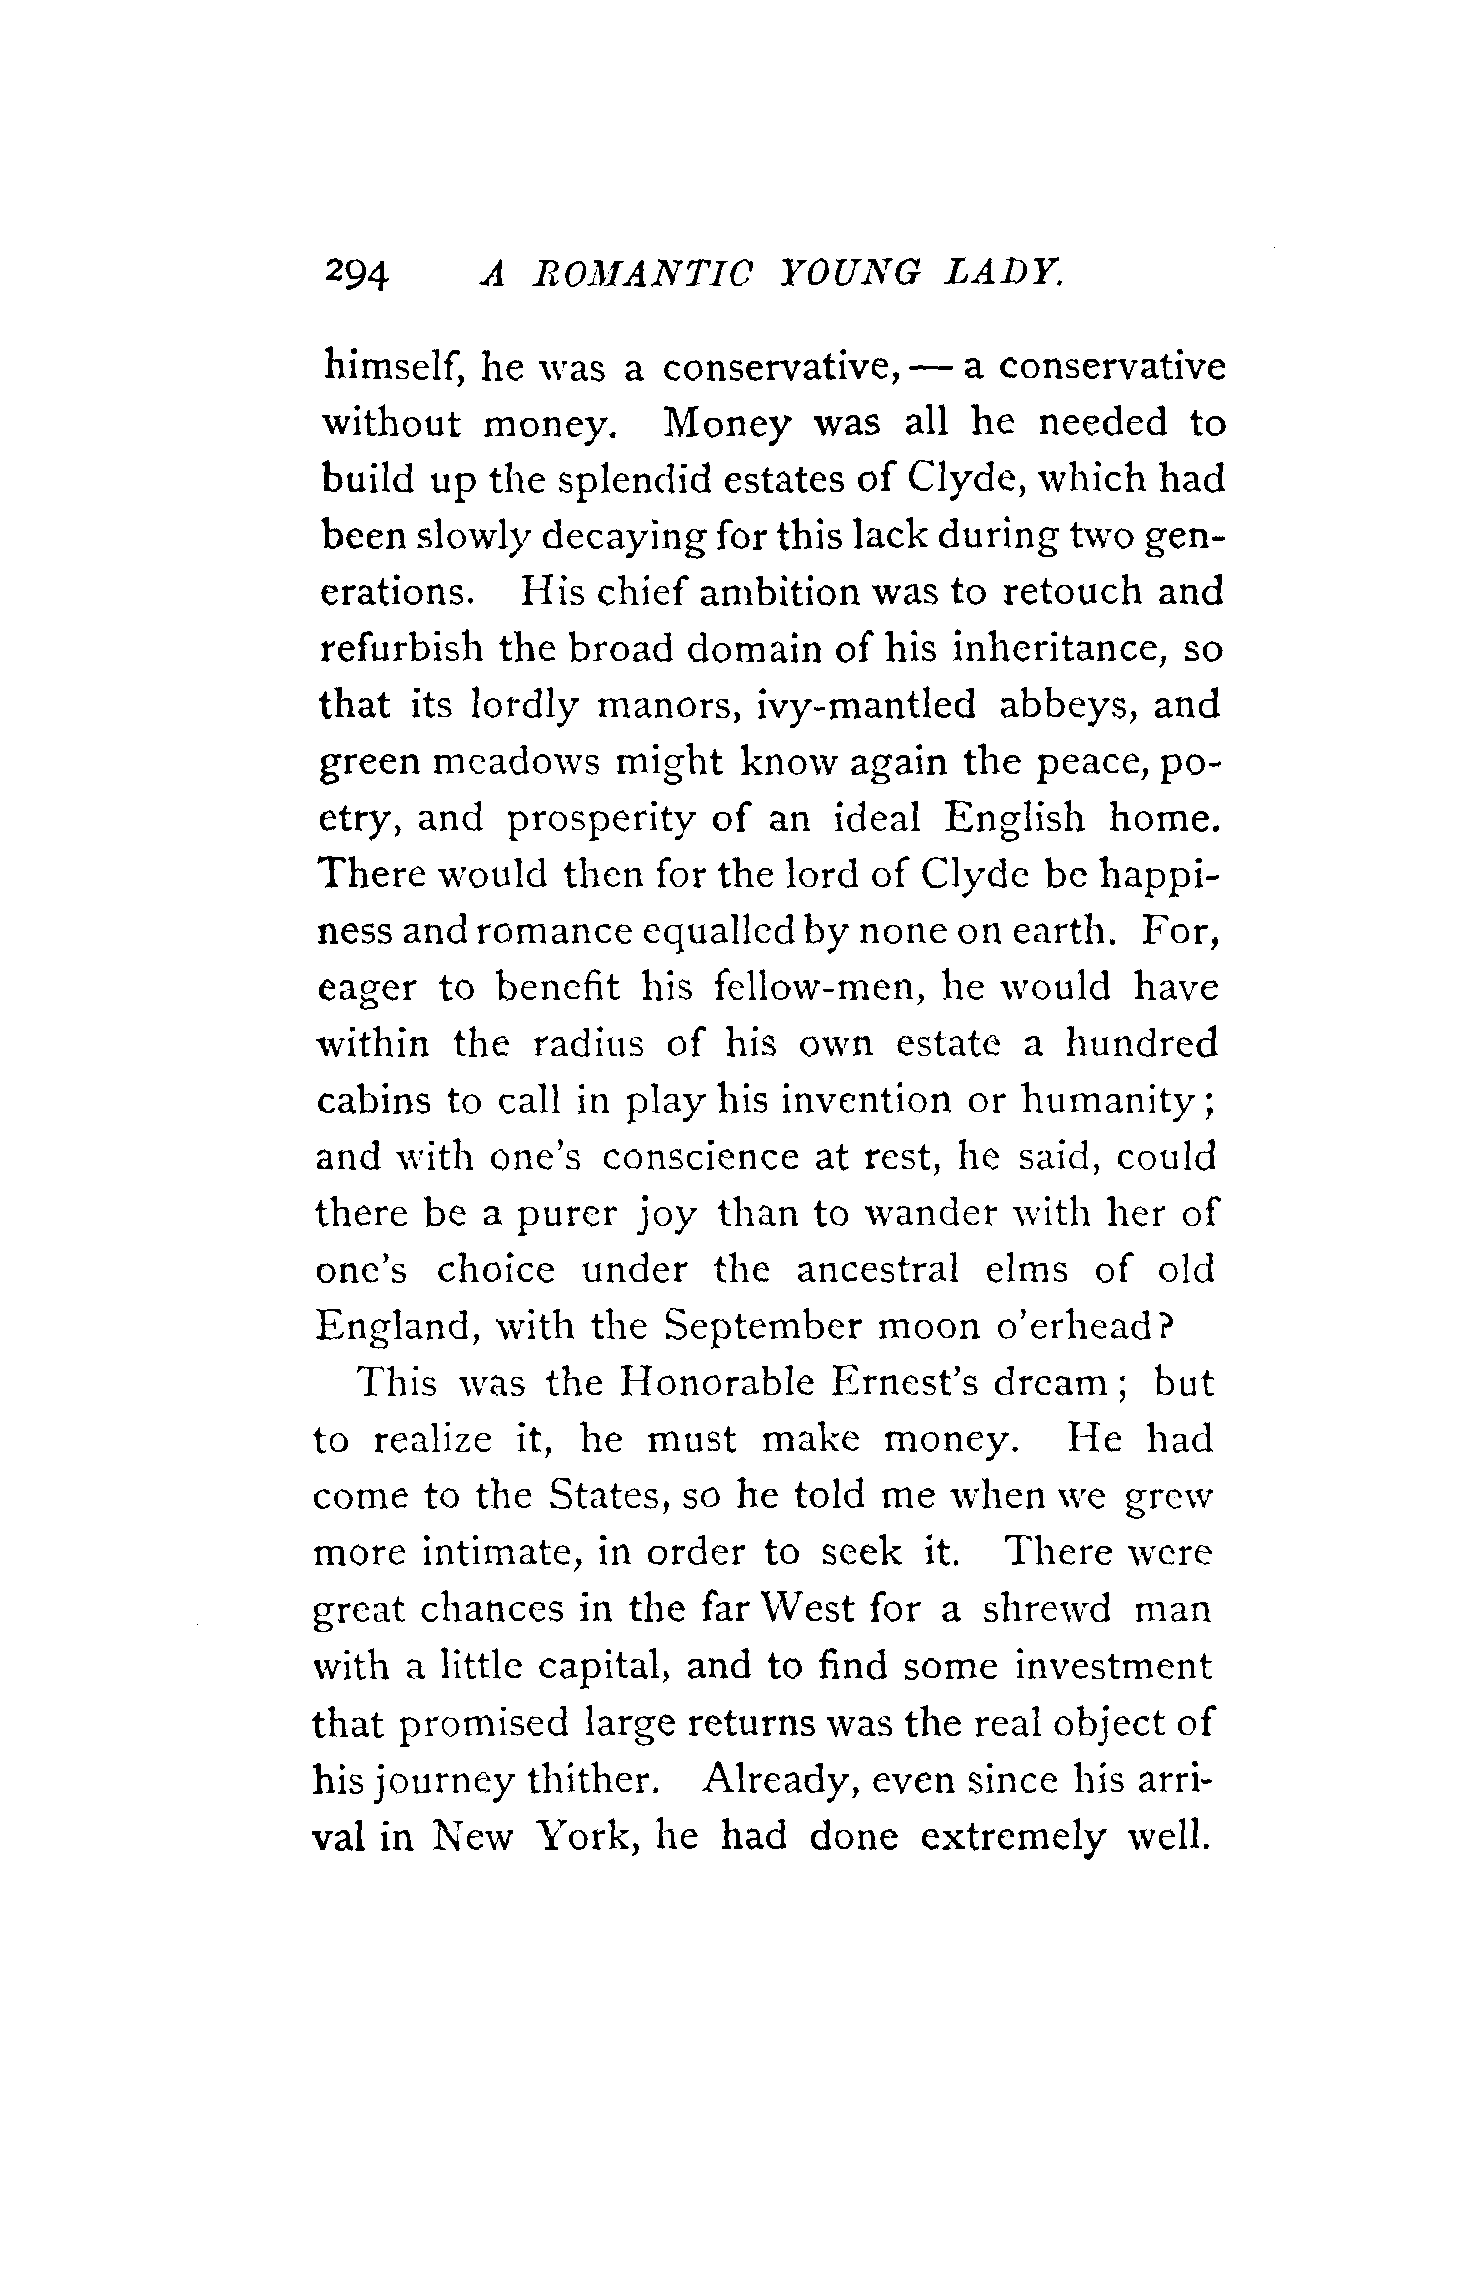 294 A ROMANTIC YOUNG LADY.
himself, he was a conservative, — a conservative
without money. Money was all he needed to
build up the splendid estates of Clyde, which had
been slowly decaying for this lack during two gen-
erations. His chief ambition was to retouch and
refurbish the broad domain of his inheritance, so
that its lordly manors, ivy-mantled abbeys, and
green meadows might know again the peace, po-
etry, and prosperity of an ideal English home.
There would then for the lord of Clyde be happi-
ness and romance equalled by none on earth. For,
eager to benefit his fellow-men, he would have
within the radius of his own estate a hundred
cabins to call in play his invention or humanity;
and with one's conscience at rest, he said, could
there be a purer joy than to wander with her of
one's choice under the ancestral elms of old
England, with the September moon o'erhead?
This was the Honorable Ernest's dream; but
to realize it, he must make money. He had
come to the States, so he told me when we grew
more intimate, in order to seek it. There were
great chances in the far West for a shrewd man
with a little capital, and to find some investment
that promised large returns was the real object of
his journey thither. Already, even since his arri-
val in New York, he had done extremely well.